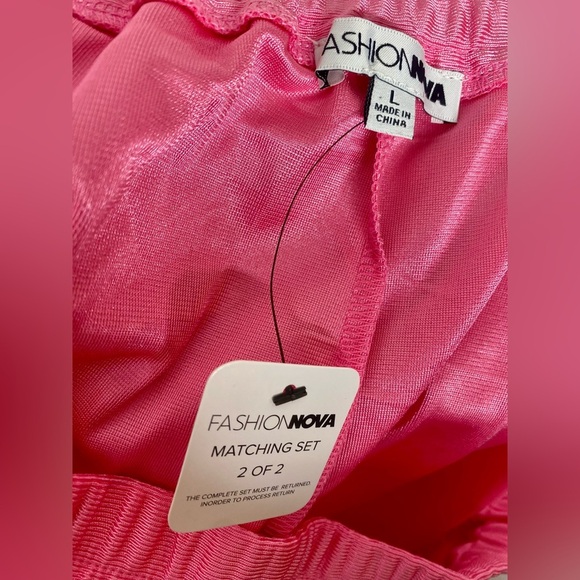 FASHIONNOVA
L
MADE IN
CHINA
FASHIONNOVA
MATCHING SET
2 OF 2
THE COMPLETE SET MUST BE RETURNED
INORDER TO PROCESS RETURN